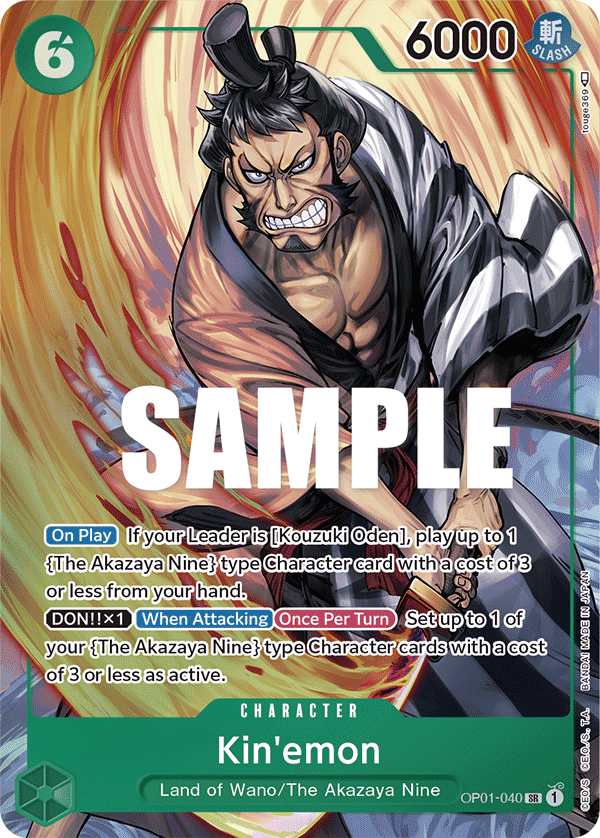 6
6000
斬
SLASH
touge369
SAMPLE
On Play If your Leader is [Kouzuki Oden], play up to 1
{The Akazaya Nine} type Character card with a cost of 3
or less from your hand.
DON!!×1 When Attacking Once Per Turn Set up to 1 of
your {The Akazaya Nine} type Character cards with a cost
of 3 or less as active.
©EO/S ©E.O./S., T.A. BANDAI MADE IN JAPAN
CHARACTER
Kin'emon
Land of Wano/The Akazaya Nine
OP01-040 SR 1